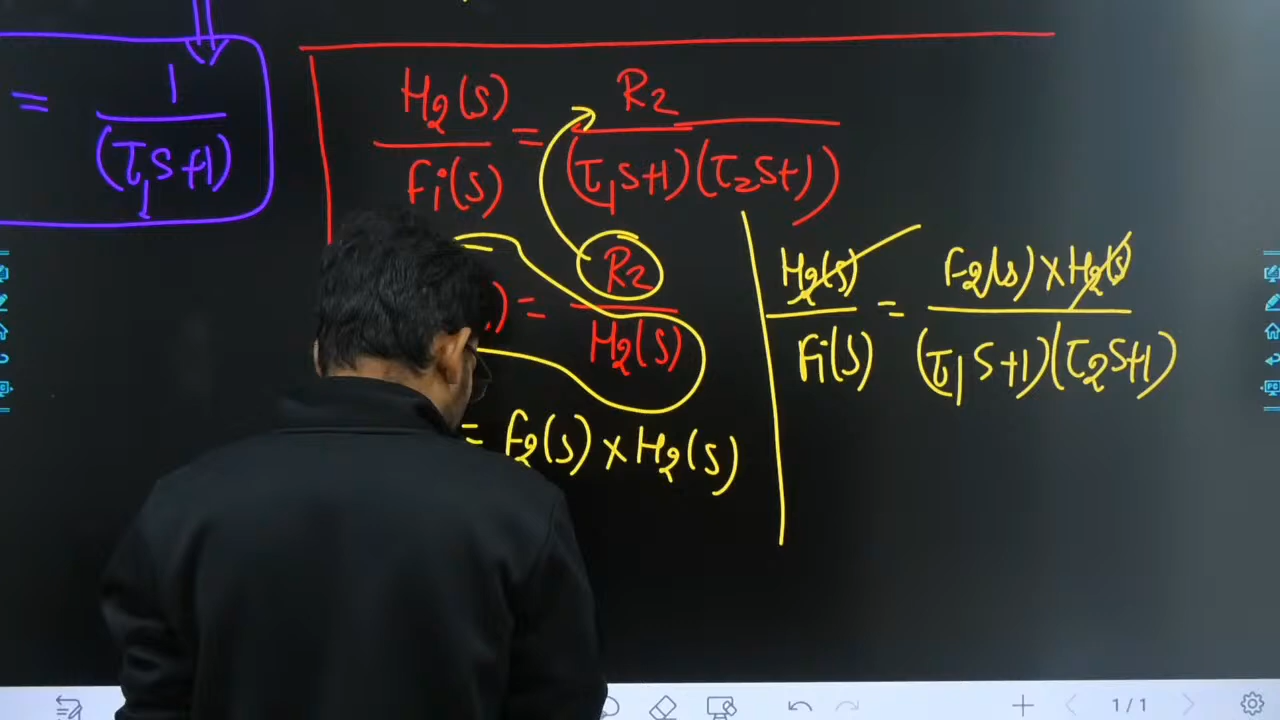 = 1 / (τ₁s+1)
H₂(s) / Fi(s) = R₂ / (τ₁s+1)(τ₂s+1)
) = R₂ / H₂(s)
= F₂(s) × H₂(s)
H₂(s) / Fi(s) = F₂(s) × H₂(s) / (τ₁s+1)(τ₂s+1)
1 / 1